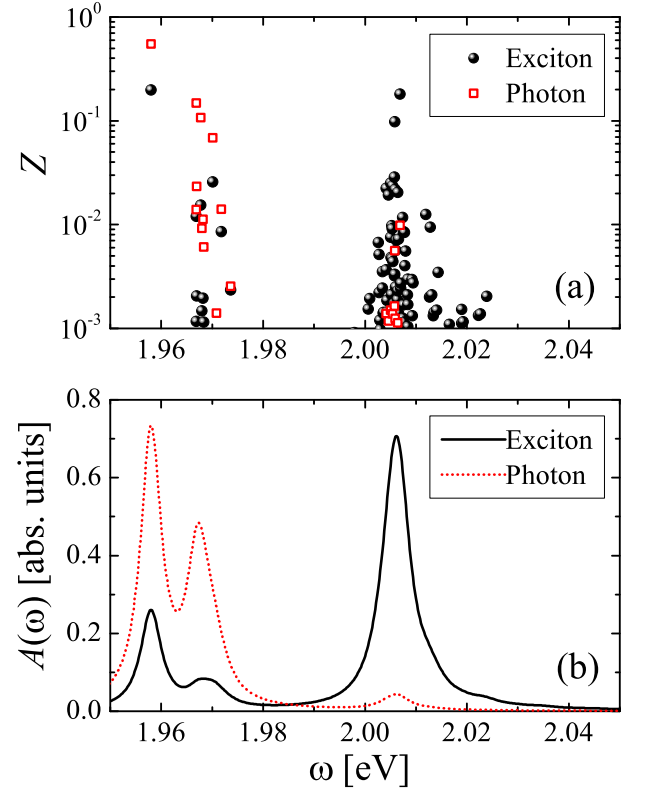 10⁰
Exciton
Photon
10⁻¹
Z
10⁻²
(a)
10⁻³
1.96 1.98 2.00 2.02 2.04
0.8
Exciton
Photon
0.6
A(ω) [abs. units]
0.4
0.2
(b)
0.0
1.96 1.98 2.00 2.02 2.04
ω [eV]